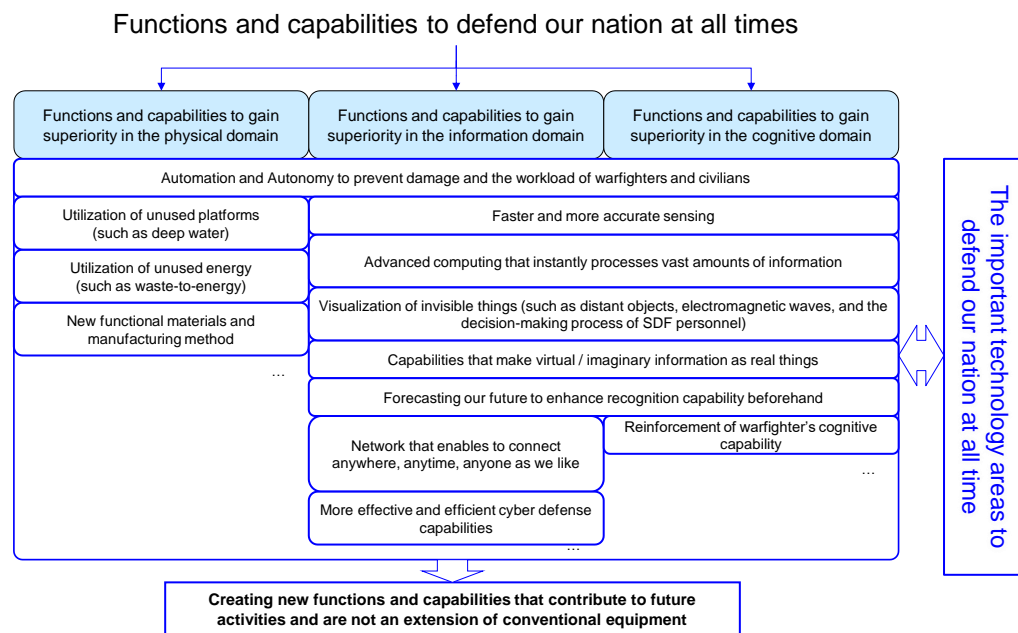 Functions and capabilities to defend our nation at all times
Functions and capabilities to gain
superiority in the physical domain
Functions and capabilities to gain
superiority in the information domain
Functions and capabilities to gain
superiority in the cognitive domain
Automation and Autonomy to prevent damage and the workload of warfighters and civilians
Utilization of unused platforms
(such as deep water)
Faster and more accurate sensing
Utilization of unused energy
(such as waste-to-energy)
Advanced computing that instantly processes vast amounts of information
New functional materials and
manufacturing method
…
Visualization of invisible things (such as distant objects, electromagnetic waves, and the
decision-making process of SDF personnel)
Capabilities that make virtual / imaginary information as real things
Forecasting our future to enhance recognition capability beforehand
Network that enables to connect
anywhere, anytime, anyone as we like
Reinforcement of warfighter's cognitive
capability
…
More effective and efficient cyber defense
capabilities
…
The important technology areas to
defend our nation at all time
Creating new functions and capabilities that contribute to future
activities and are not an extension of conventional equipment